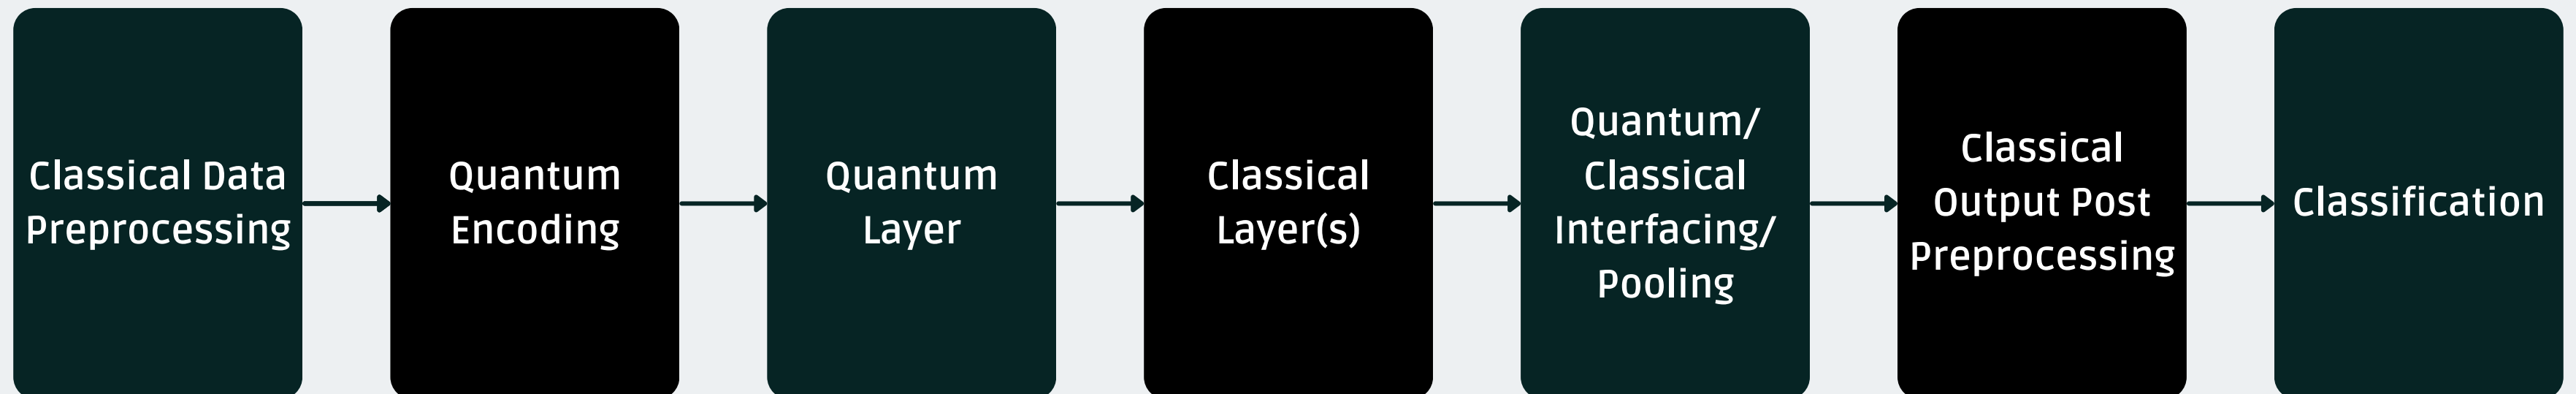 Classical Data
Preprocessing
Quantum
Encoding
Quantum
Layer
Classical
Layer(s)
Quantum/
Classical
Interfacing/
Pooling
Classical
Output Post
Preprocessing
Classification